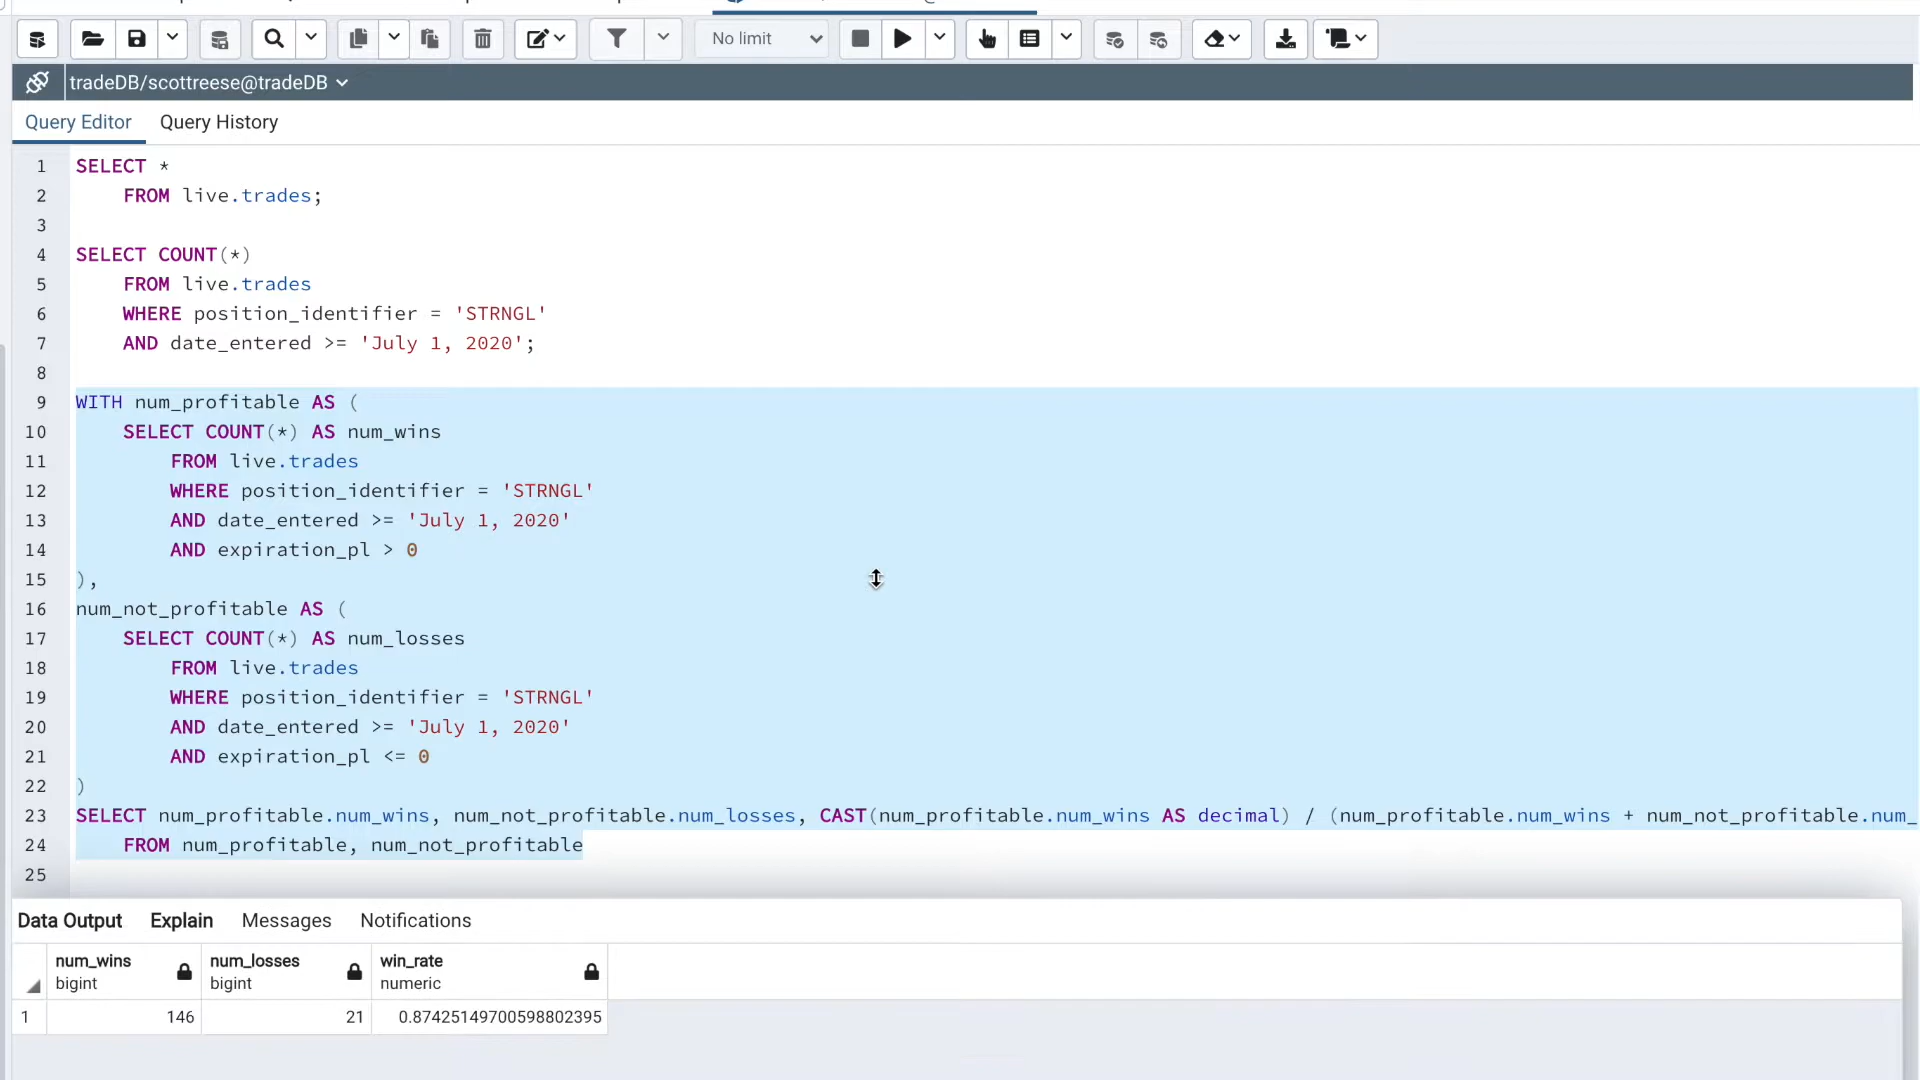 No limit
tradeDB/scottreese@tradeDB
Query Editor Query History
1 SELECT *
2 FROM live.trades;
3
4 SELECT COUNT(*)
5 FROM live.trades
6 WHERE position_identifier = 'STRNGL'
7 AND date_entered >= 'July 1, 2020';
8
9 WITH num_profitable AS (
10 SELECT COUNT(*) AS num_wins
11 FROM live.trades
12 WHERE position_identifier = 'STRNGL'
13 AND date_entered >= 'July 1, 2020'
14 AND expiration_pl > 0
15 ),
16 num_not_profitable AS (
17 SELECT COUNT(*) AS num_losses
18 FROM live.trades
19 WHERE position_identifier = 'STRNGL'
20 AND date_entered >= 'July 1, 2020'
21 AND expiration_pl <= 0
22 )
23 SELECT num_profitable.num_wins, num_not_profitable.num_losses, CAST(num_profitable.num_wins AS decimal) / (num_profitable.num_wins + num_not_profitable.num_
24 FROM num_profitable, num_not_profitable
25
Data Output Explain Messages Notifications
num_wins num_losses win_rate
bigint bigint numeric
1 146 21 0.87425149700598802395